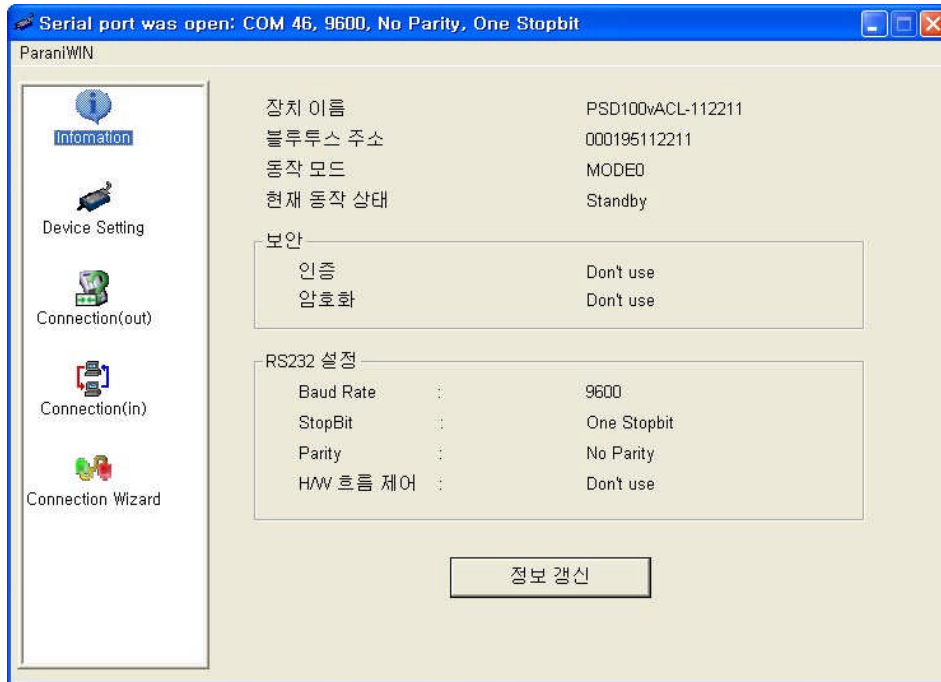 Serial port was open: COM 46, 9600, No Parity, One Stopbit
ParaniWIN
Infomation
Device Setting
Connection(out)
Connection(in)
Connection Wizard
장치 이름 PSD100vACL-112211
블루투스 주소 000195112211
동작 모드 MODE0
현재 동작 상태 Standby
보안
인증 Don't use
암호화 Don't use
RS232 설정
Baud Rate : 9600
StopBit : One Stopbit
Parity : No Parity
H/W 흐름 제어 : Don't use
정보 갱신